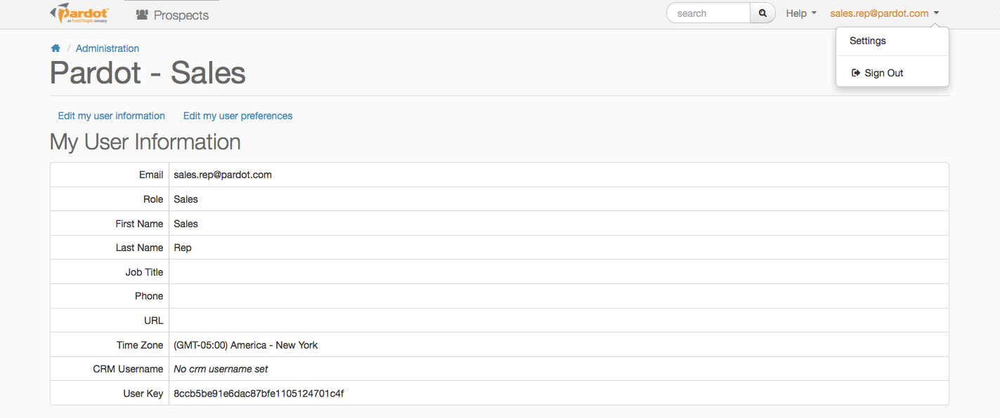 Pardot
an ExactTarget. company
Prospects
search
Help
sales.rep@pardot.com
Settings
Sign Out
/ Administration
Pardot - Sales
Edit my user information Edit my user preferences
My User Information
Email sales.rep@pardot.com
Role Sales
First Name Sales
Last Name Rep
Job Title
Phone
URL
Time Zone (GMT-05:00) America - New York
CRM Username No crm username set
User Key 8ccb5be91e6dac87bfe1105124701c4f